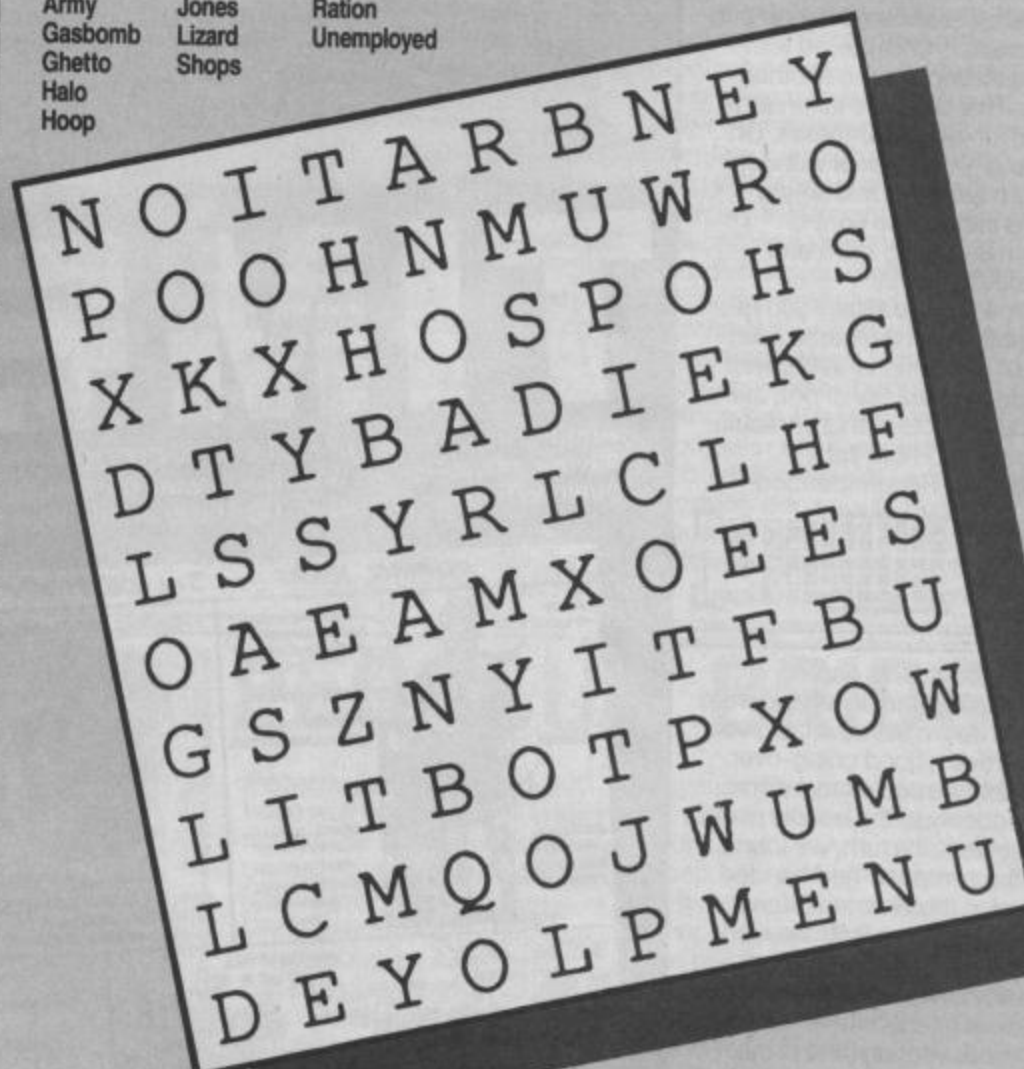 Army Jones Ration
Gasbomb Lizard Unemployed
Ghetto Shops
Halo
Hoop
N O I T A R B N E Y
P O O H N M U W R O
X K X H O S P O H S
D T Y B A D I E K G
L S S Y R L C L H F
O A E A M X O E E S
G S Z N Y I T F B U
L I T B O T P X O W
L C M Q O J W U M B
D E Y O L P M E N U